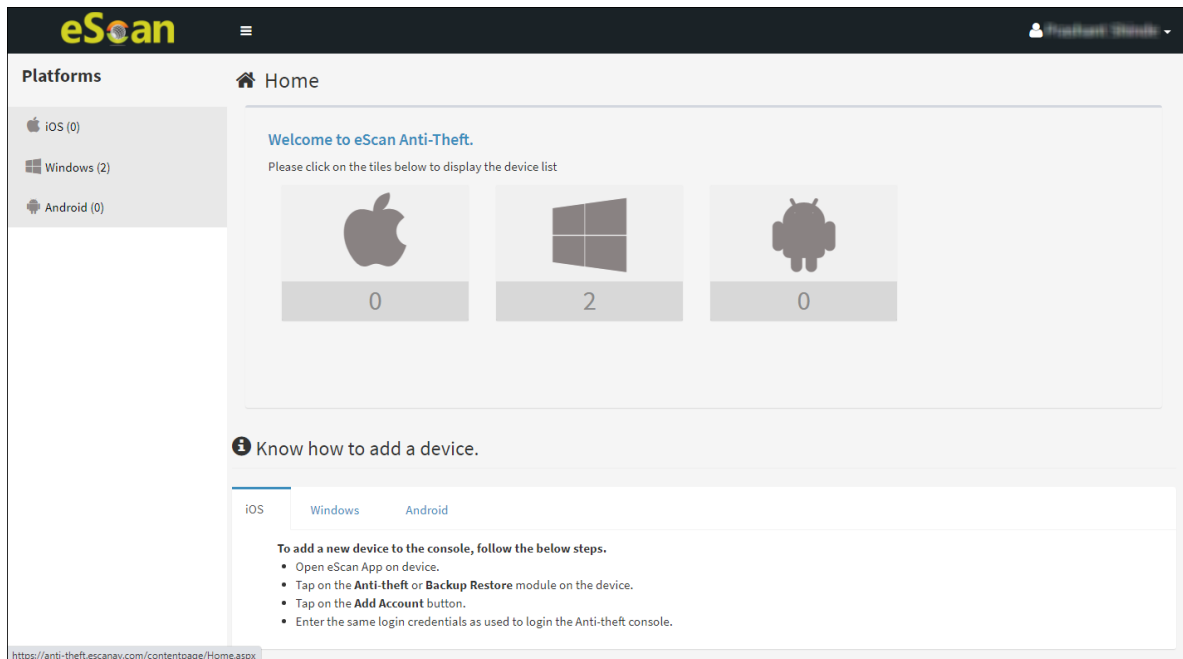 eScan
Platforms
Home
iOS (0)
Windows (2)
Android (0)
Welcome to eScan Anti-Theft.
Please click on the tiles below to display the device list
0
2
0
Know how to add a device.
iOS
Windows
Android
To add a new device to the console, follow the below steps.
Open eScan App on device.
Tap on the Anti-theft or Backup Restore module on the device.
Tap on the Add Account button.
Enter the same login credentials as used to login the Anti-theft console.
https://anti-theft.escanav.com/contentpage/Home.aspx